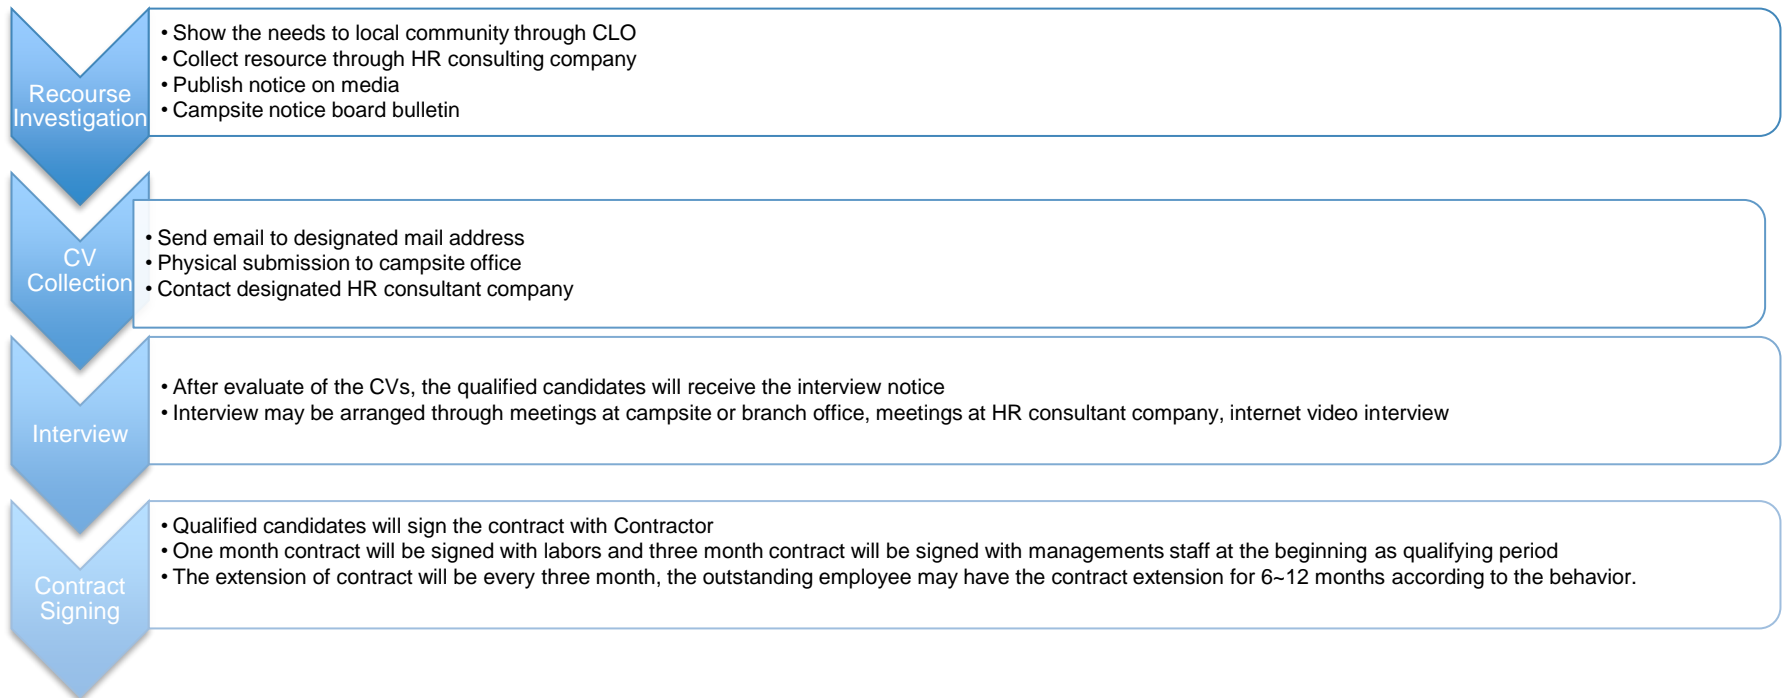 Recourse
Investigation
• Show the needs to local community through CLO
• Collect resource through HR consulting company
• Publish notice on media
• Campsite notice board bulletin
CV
Collection
• Send email to designated mail address
• Physical submission to campsite office
• Contact designated HR consultant company
Interview
• After evaluate of the CVs, the qualified candidates will receive the interview notice
• Interview may be arranged through meetings at campsite or branch office, meetings at HR consultant company, internet video interview
Contract
Signing
• Qualified candidates will sign the contract with Contractor
• One month contract will be signed with labors and three month contract will be signed with managements staff at the beginning as qualifying period
• The extension of contract will be every three month, the outstanding employee may have the contract extension for 6~12 months according to the behavior.